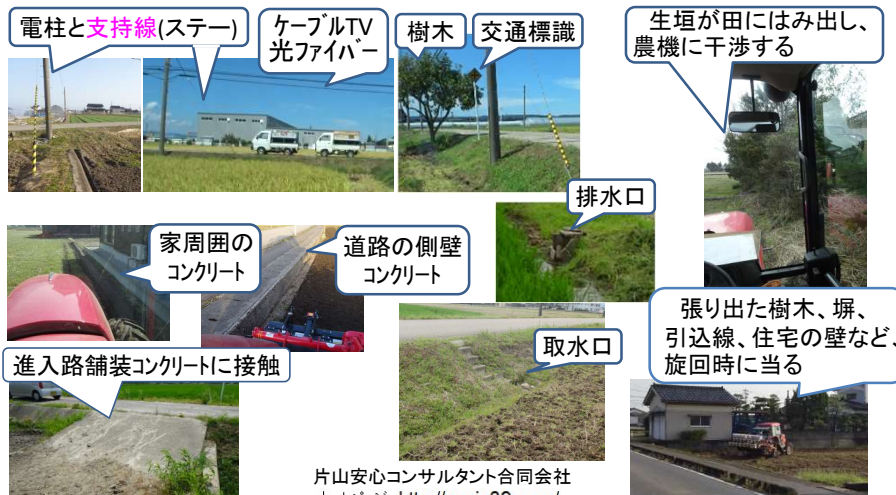 電柱と支持線(ステー)
ケーブルTV
光ファイバー
樹木
交通標識
生垣が田にはみ出し、
農機に干渉する
排水口
家周囲の
コンクリート
道路の側壁
コンクリート
張り出た樹木、塀、
引込線、住宅の壁など、
旋回時に当る
取水口
進入路舗装コンクリートに接触
片山安心コンサルタント合同会社